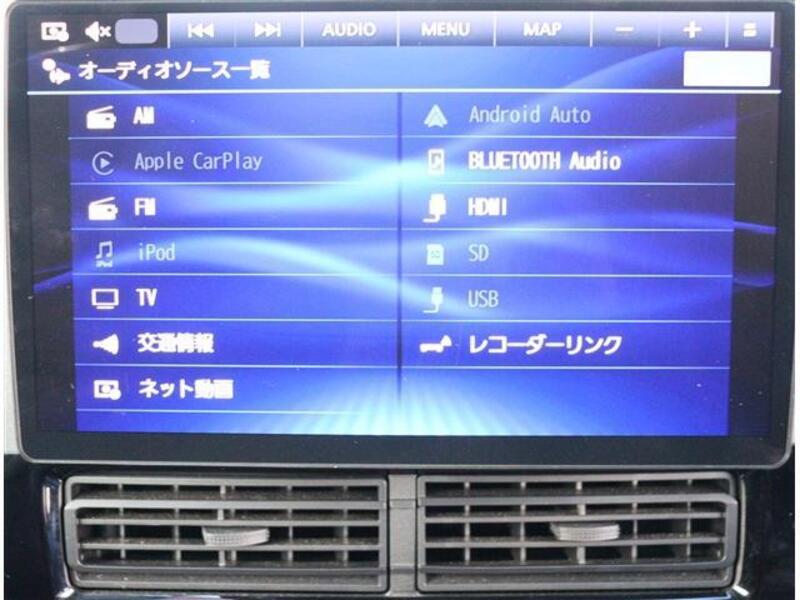 AUDIO MENU MAP
オーディオソース一覧
AM
Android Auto
Apple CarPlay
BLUETOOTH Audio
FM
HDMI
iPod
SD
TV
USB
交通情報
レコーダーリンク
ネット動画